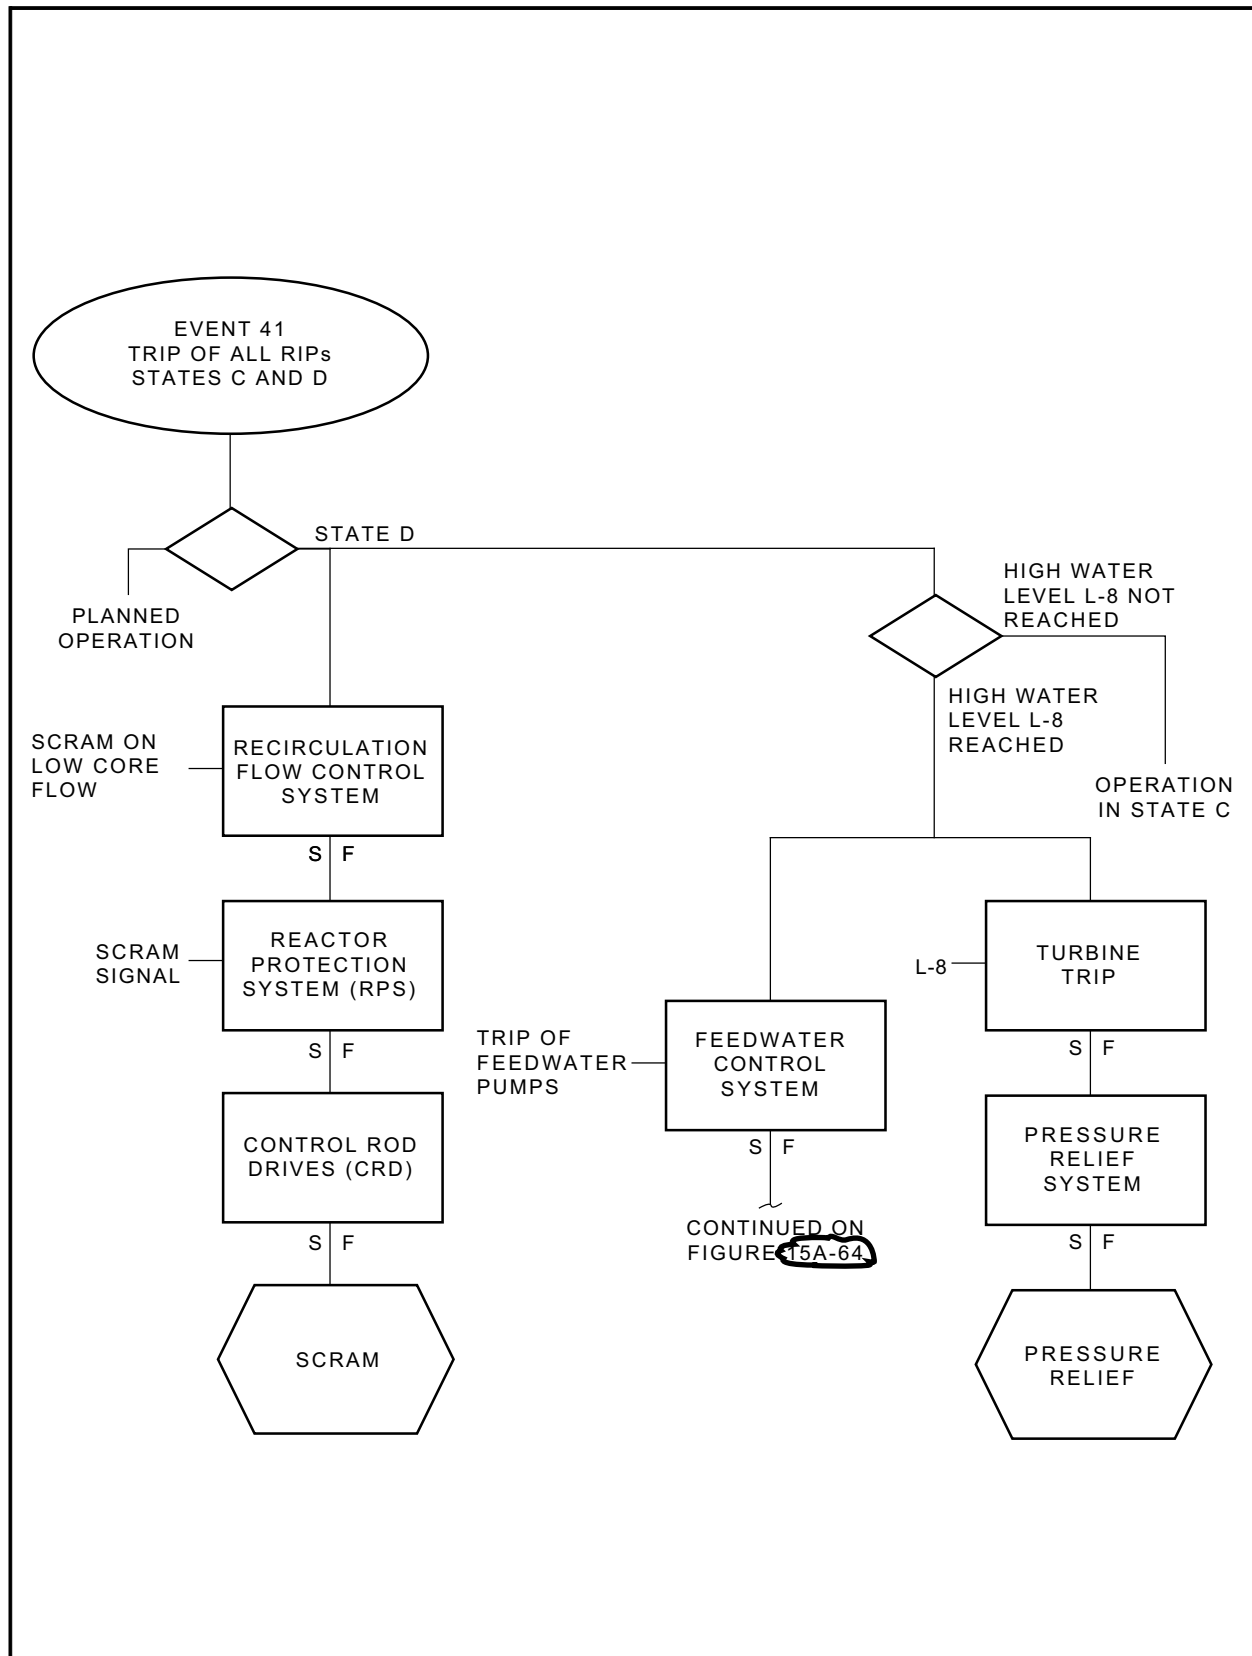 EVENT 41
TRIP OF ALL RIPs
STATES C AND D
STATE D
PLANNED
OPERATION
HIGH WATER
LEVEL L-8 NOT
REACHED
HIGH WATER
LEVEL L-8
REACHED
OPERATION
IN STATE C
SCRAM ON
LOW CORE
FLOW
RECIRCULATION
FLOW CONTROL
SYSTEM
S F
SCRAM
SIGNAL
REACTOR
PROTECTION
SYSTEM (RPS)
S F
CONTROL ROD
DRIVES (CRD)
S F
SCRAM
TRIP OF
FEEDWATER
PUMPS
FEEDWATER
CONTROL
SYSTEM
S F
CONTINUED ON
FIGURE 15A-64
L-8
TURBINE
TRIP
S F
PRESSURE
RELIEF
SYSTEM
S F
PRESSURE
RELIEF